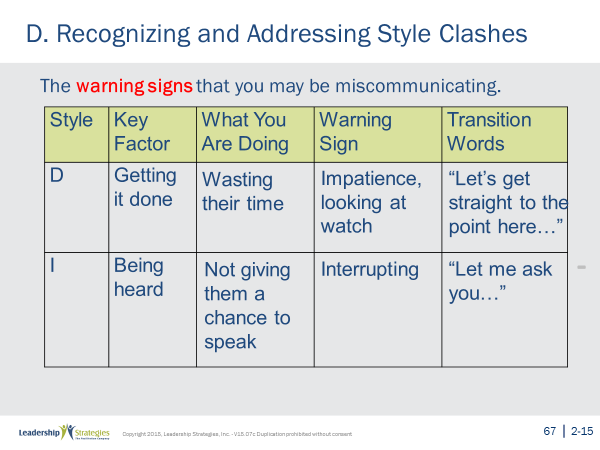 D. Recognizing and Addressing Style Clashes
The warning signs that you may be miscommunicating.
Style
Key
Factor
What You
Are Doing
Warning
Sign
Transition
Words
D
Getting
it done
Wasting
their time
Impatience,
looking at
watch
“Let’s get
straight to the
point here…”
I
Being
heard
Not giving
them a
chance to
speak
Interrupting
“Let me ask
you…”
Leadership Strategies
The Facilitation Company
Copyright 2015, Leadership Strategies, Inc. - V15.07c Duplication prohibited without consent
67 | 2-15